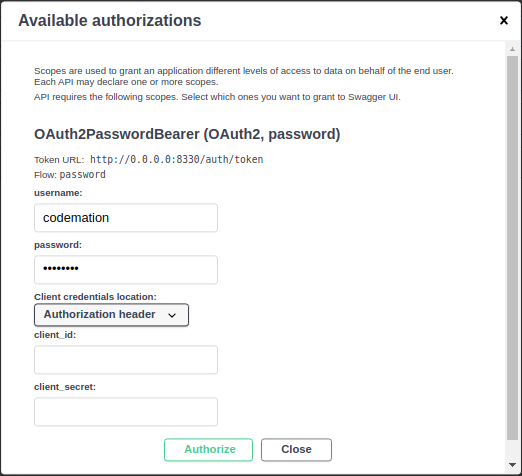 Available authorizations
Scopes are used to grant an application different levels of access to data on behalf of the end user.
Each API may declare one or more scopes.
API requires the following scopes. Select which ones you want to grant to Swagger UI.
OAuth2PasswordBearer (OAuth2, password)
Token URL: http://0.0.0.0:8330/auth/token
Flow: password
username:
codemation
password:
••••••••
Client credentials location:
Authorization header
client_id:
client_secret:
Authorize Close